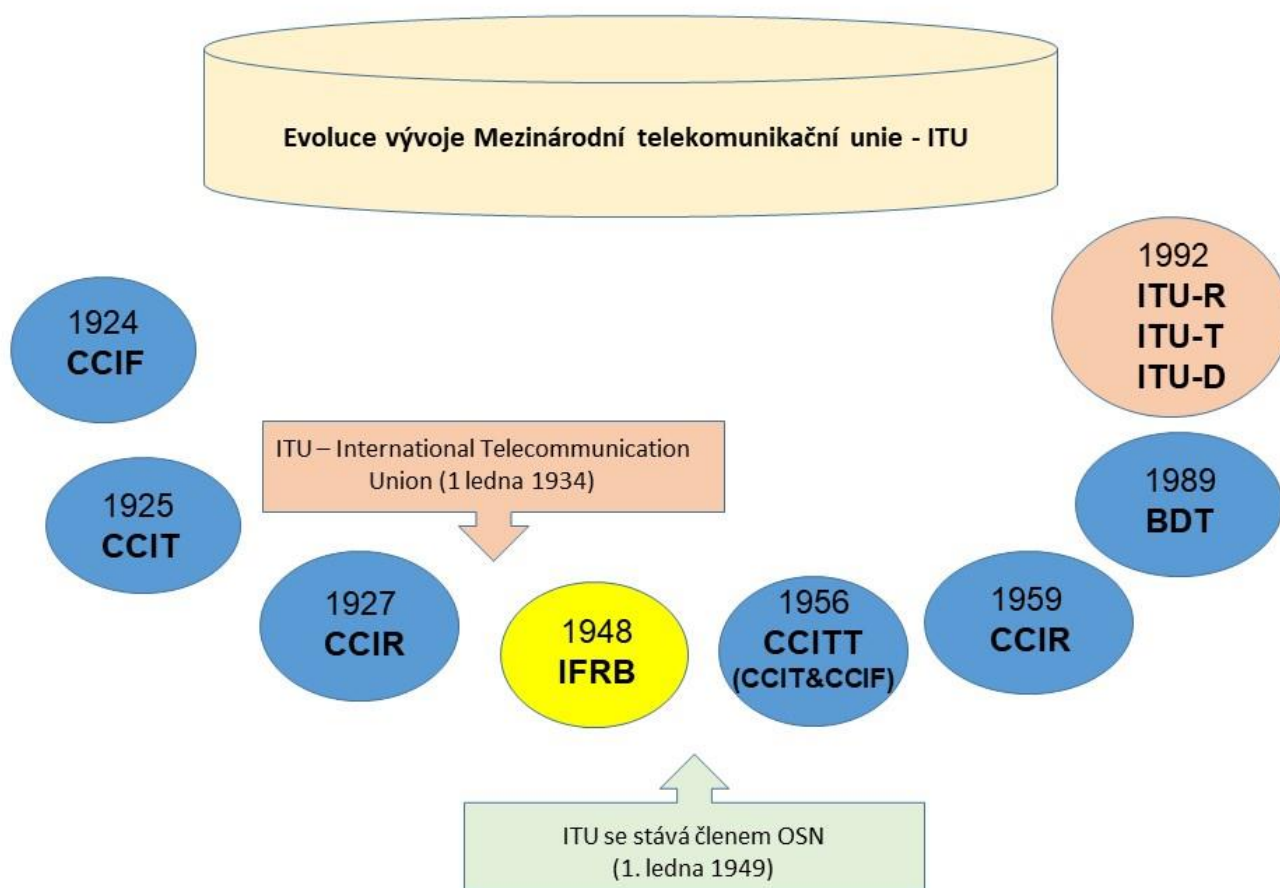 Evoluce vývoje Mezinárodní telekomunikační unie - ITU
1924
CCIF
1925
CCIT
ITU – International Telecommunication
Union (1 ledna 1934)
1927
CCIR
1948
IFRB
ITU se stává členem OSN
(1. ledna 1949)
1956
CCITT
(CCIT&CCIF)
1959
CCIR
1989
BDT
1992
ITU-R
ITU-T
ITU-D